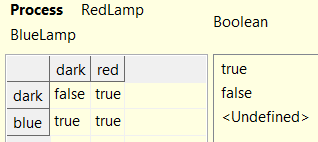 Process RedLamp
BlueLamp
dark red
dark false true
blue true true
Boolean
true
false
<Undefined>